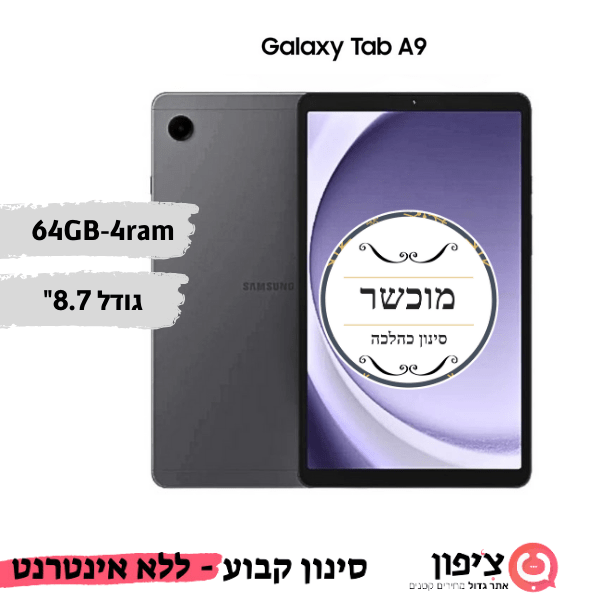 Galaxy Tab A9
64GB-4ram
גודל 8.7"
SAMSUNG
מוכשר
סינון כהלכה
סינון קבוע - ללא אינטרנט
צ'יפון
אתר גדול מחירים קטנים